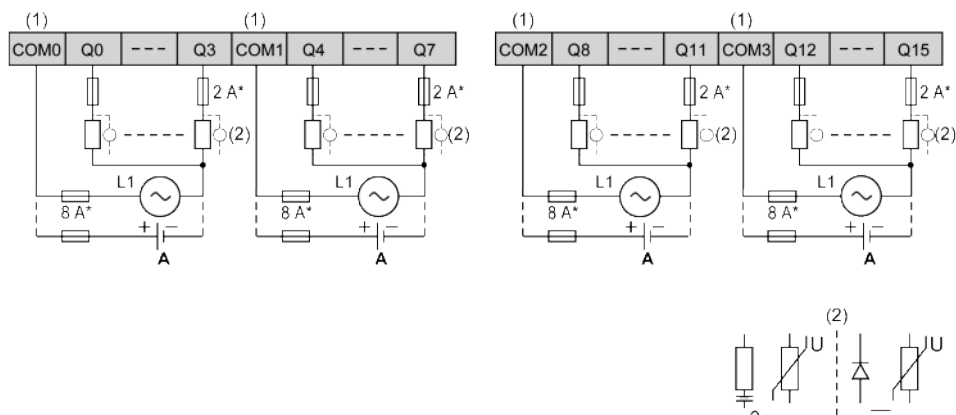 (1) (1) (1) (1)
COM0 Q0 --- Q3 COM1 Q4 --- Q7 COM2 Q8 --- Q11 COM3 Q12 --- Q15
2 A* 2 A* 2 A* 2 A*
(2) (2) (2) (2)
L1 L1 L1 L1
8 A* 8 A* 8 A* 8 A*
+ − + − + − + −
A A A A
(2)
U U